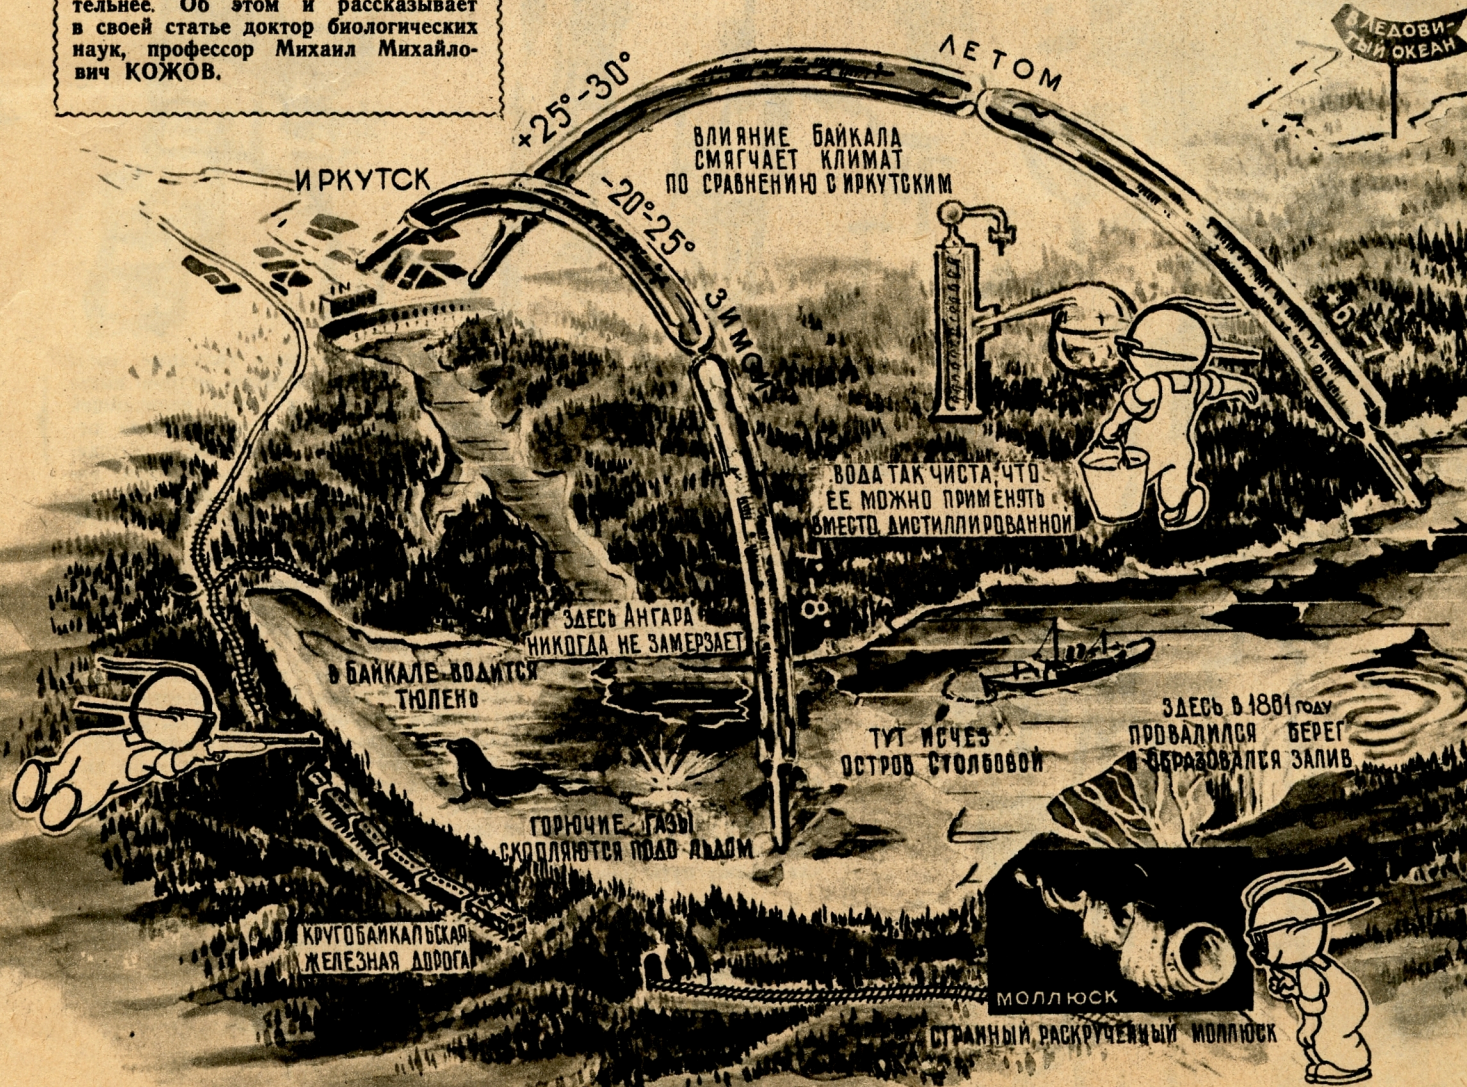 тельнее. Об этом и рассказывает
в своей статье доктор биологических
наук, профессор Михаил Михайло-
вич КОЖОВ.
В ЛЕДОВИ-
ТЫЙ ОКЕАН
ЛЕТОМ
+25°-30°
ВЛИЯНИЕ БАЙКАЛА
СМЯГЧАЕТ КЛИМАТ
ПО СРАВНЕНИЮ С ИРКУТСКИМ
ИРКУТСК
-20°-25°
ЗИМОЙ
ВОДА ТАК ЧИСТА, ЧТО
ЕЕ МОЖНО ПРИМЕНЯТЬ
ВМЕСТО ДИСТИЛЛИРОВАННОЙ
ЗДЕСЬ АНГАРА
НИКОГДА НЕ ЗАМЕРЗАЕТ
В БАЙКАЛЕ ВОДИТСЯ
ТЮЛЕНЬ
ТУТ ИСЧЕЗ
ОСТРОВ СТОЛБОВОЙ
ЗДЕСЬ В 1861 ГОДУ
ПРОВАЛИЛСЯ БЕРЕГ
И ОБРАЗОВАЛСЯ ЗАЛИВ
ГОРЮЧИЕ ГАЗЫ
СКОПЛЯЮТСЯ ПОДО ЛЬДОМ
КРУГОБАЙКАЛЬСКАЯ
ЖЕЛЕЗНАЯ ДОРОГА
МОЛЛЮСК
СТРАННЫЙ, РАСКРУЧЕННЫЙ МОЛЛЮСК